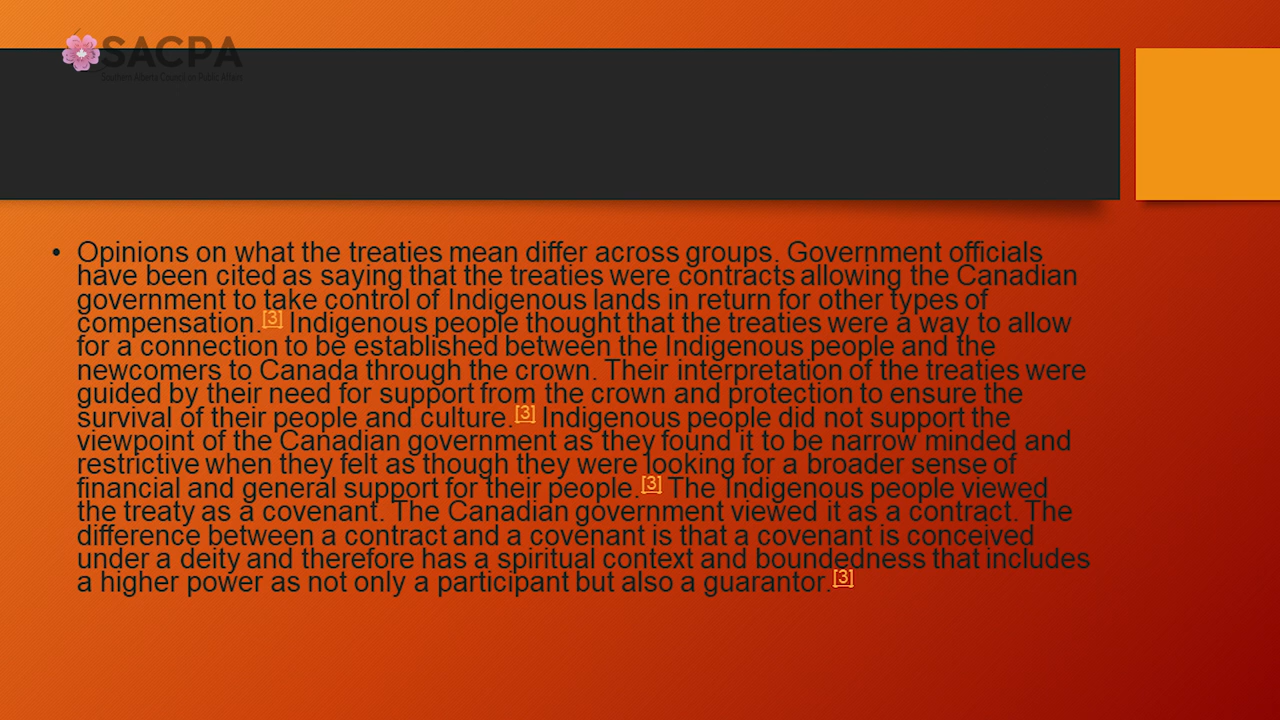 SACPA
Southern Alberta Council on Public Affairs
• Opinions on what the treaties mean differ across groups. Government officials
have been cited as saying that the treaties were contracts allowing the Canadian
government to take control of Indigenous lands in return for other types of
compensation.[3] Indigenous people thought that the treaties were a way to allow
for a connection to be established between the Indigenous people and the
newcomers to Canada through the crown. Their interpretation of the treaties were
guided by their need for support from the crown and protection to ensure the
survival of their people and culture.[3] Indigenous people did not support the
viewpoint of the Canadian government as they found it to be narrow minded and
restrictive when they felt as though they were looking for a broader sense of
financial and general support for their people.[3] The Indigenous people viewed
the treaty as a covenant. The Canadian government viewed it as a contract. The
difference between a contract and a covenant is that a covenant is conceived
under a deity and therefore has a spiritual context and boundedness that includes
a higher power as not only a participant but also a guarantor.[3]